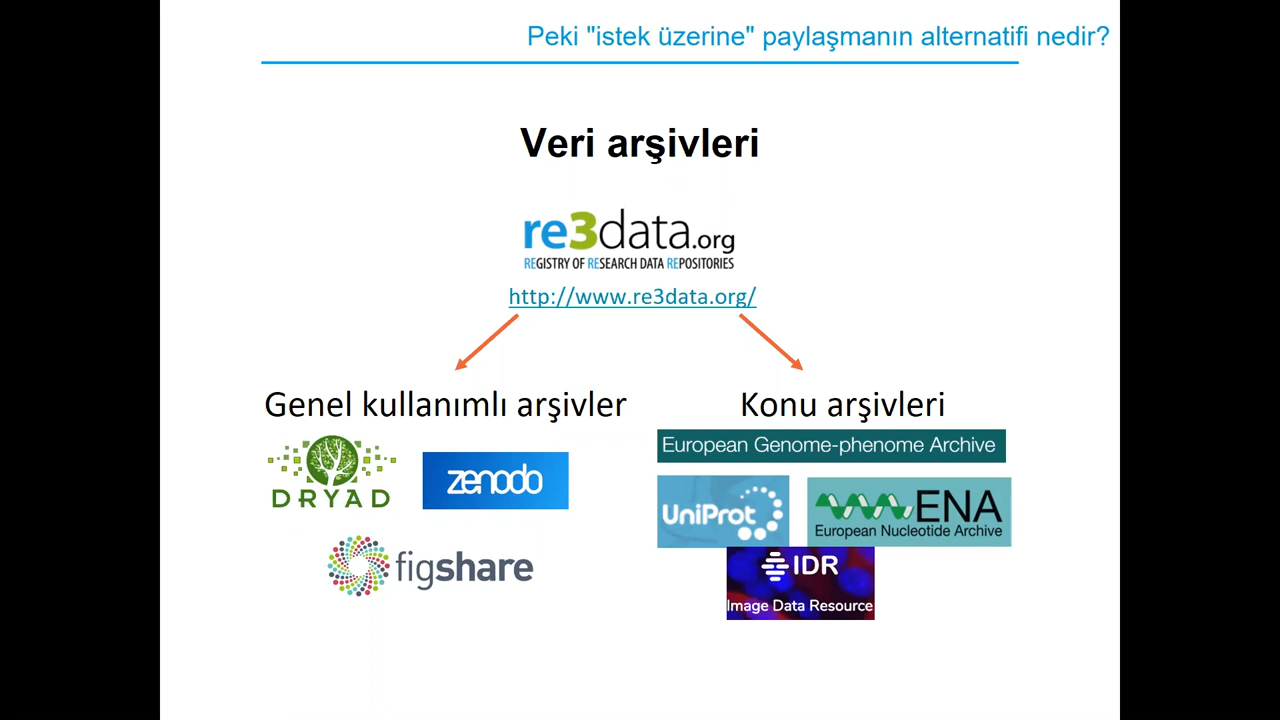 Peki "istek üzerine" paylaşmanın alternatifi nedir?
Veri arşivleri
re3data.org
REGISTRY OF RESEARCH DATA REPOSITORIES
http://www.re3data.org/
Genel kullanımlı arşivler
DRYAD
zenodo
figshare
Konu arşivleri
European Genome-phenome Archive
UniProt
ENA
European Nucleotide Archive
IDR
Image Data Resource